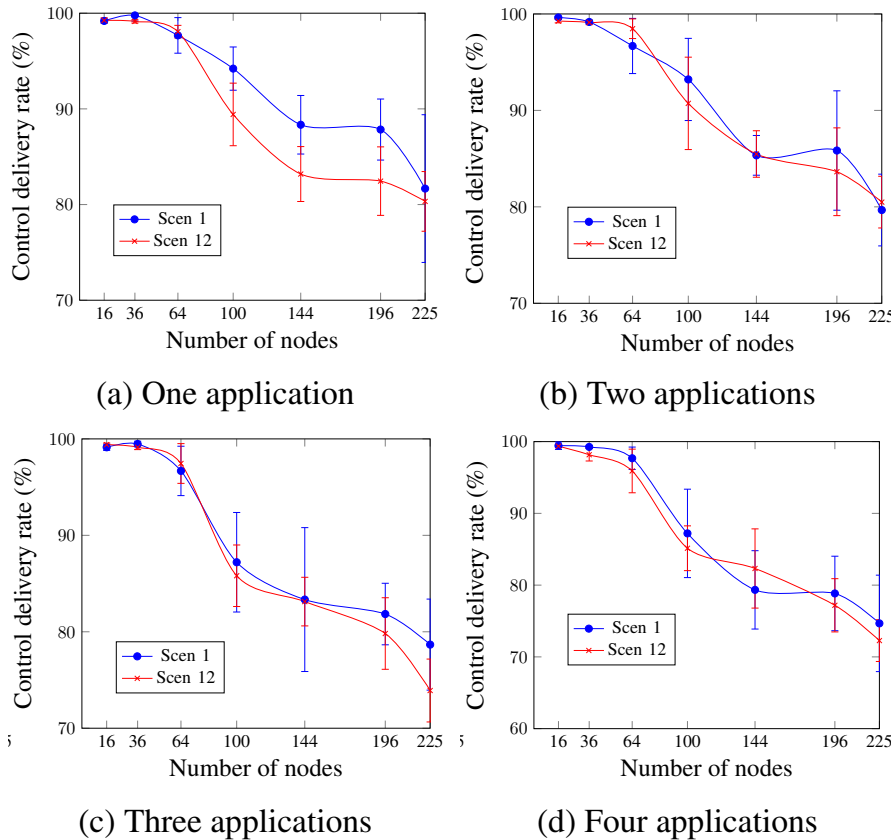 100
90
80
70
Control delivery rate (%)
Scen 1
Scen 12
16 36 64 100 144 196 225
Number of nodes
(a) One application
100
90
80
70
Control delivery rate (%)
Scen 1
Scen 12
16 36 64 100 144 196 225
Number of nodes
(b) Two applications
100
90
80
70
Control delivery rate (%)
Scen 1
Scen 12
5
16 36 64 100 144 196 225
Number of nodes
(c) Three applications
100
90
80
70
60
Control delivery rate (%)
Scen 1
Scen 12
5
16 36 64 100 144 196 225
Number of nodes
(d) Four applications